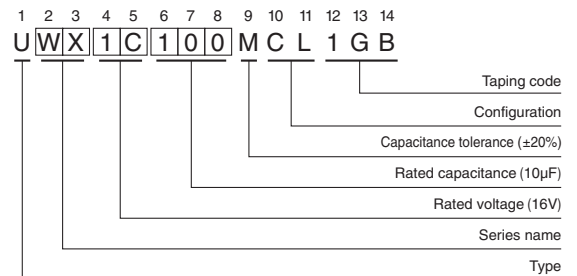 1 2 3 4 5 6 7 8 9 10 11 12 13 14
U W X 1 C 1 0 0 M C L 1 G B
Taping code
Configuration
Capacitance tolerance (±20%)
Rated capacitance (10µF)
Rated voltage (16V)
Series name
Type